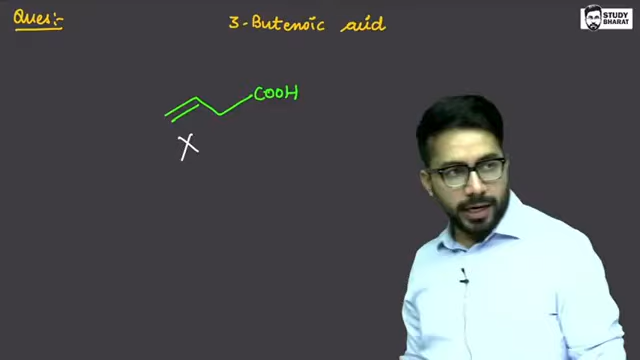 Ques:-
3-Butenoic acid
STUDY
BHARAT
COOH
X